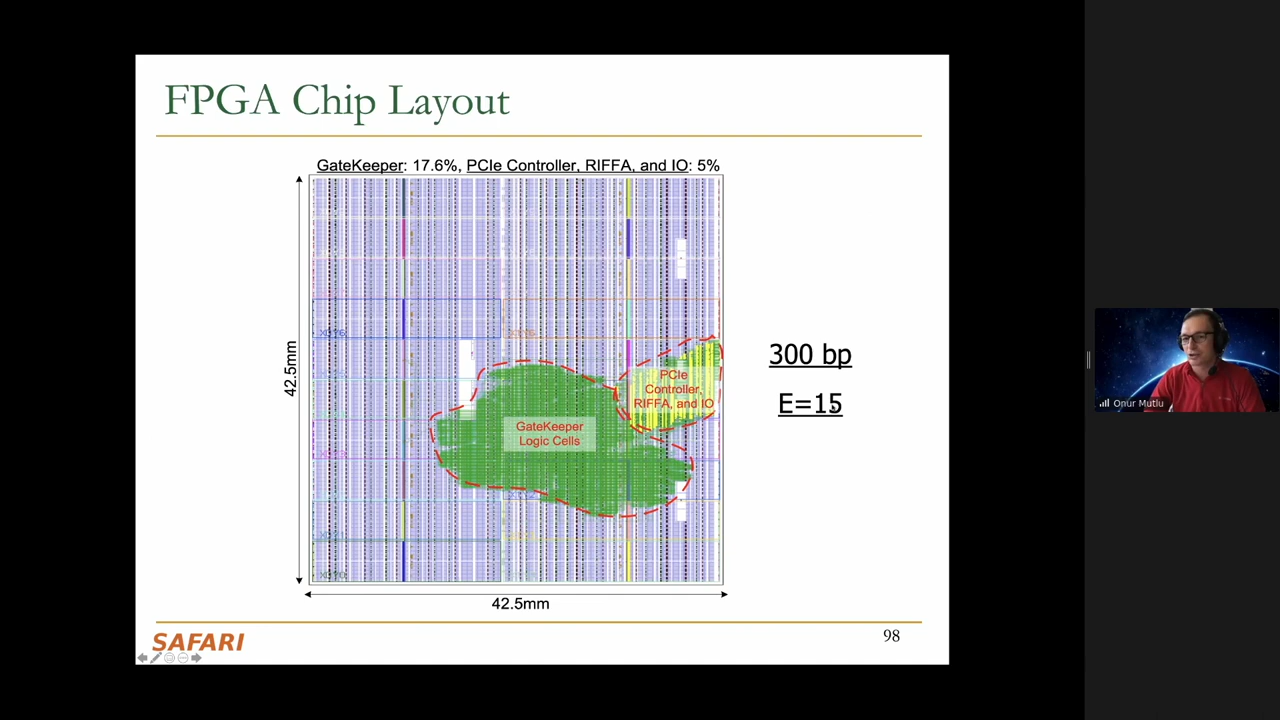 FPGA Chip Layout
GateKeeper: 17.6%, PCIe Controller, RIFFA, and IO: 5%
42.5mm
300 bp
E=15
PCIe
Controller,
RIFFA, and IO
GateKeeper
Logic Cells
42.5mm
SAFARI
98
Onur Mutlu